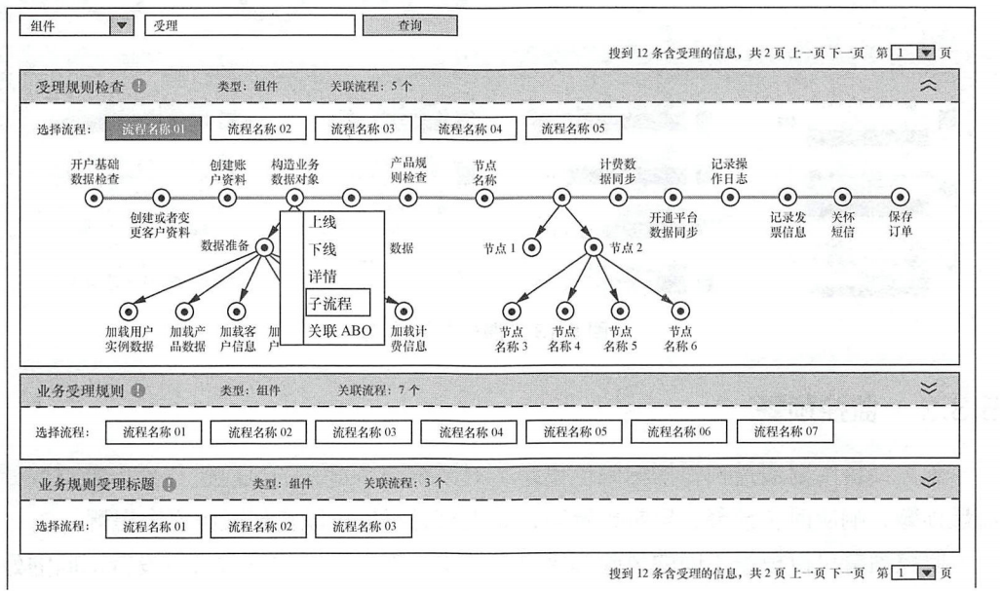 组件 受理 查询
搜到 12 条含受理的信息，共 2 页 上一页 下一页 第 1 页
受理规则检查 类型：组件 关联流程：5 个
选择流程： 流程名称 01 流程名称 02 流程名称 03 流程名称 04 流程名称 05
开户基础 创建账 构造业务 产品规 节点 计费数 记录操
数据检查 户资料 数据对象 则检查 名称 据同步 作日志
创建或者变 上线 开通平台 记录发 关怀 保存
更客户资料 数据同步 票信息 短信 订单
数据准备 下线 数据 节点 1 节点 2
详情
子流程
加载用户 加载产 加载客 加 关联 ABO 加载计 节点 节点 节点 节点
实例数据 品数据 户信息 户 费信息 名称 3 名称 4 名称 5 名称 6
业务受理规则 类型：组件 关联流程：7 个
选择流程： 流程名称 01 流程名称 02 流程名称 03 流程名称 04 流程名称 05 流程名称 06 流程名称 07
业务规则受理标题 类型：组件 关联流程：3 个
选择流程： 流程名称 01 流程名称 02 流程名称 03
搜到 12 条含受理的信息，共 2 页 上一页 下一页 第 1 页